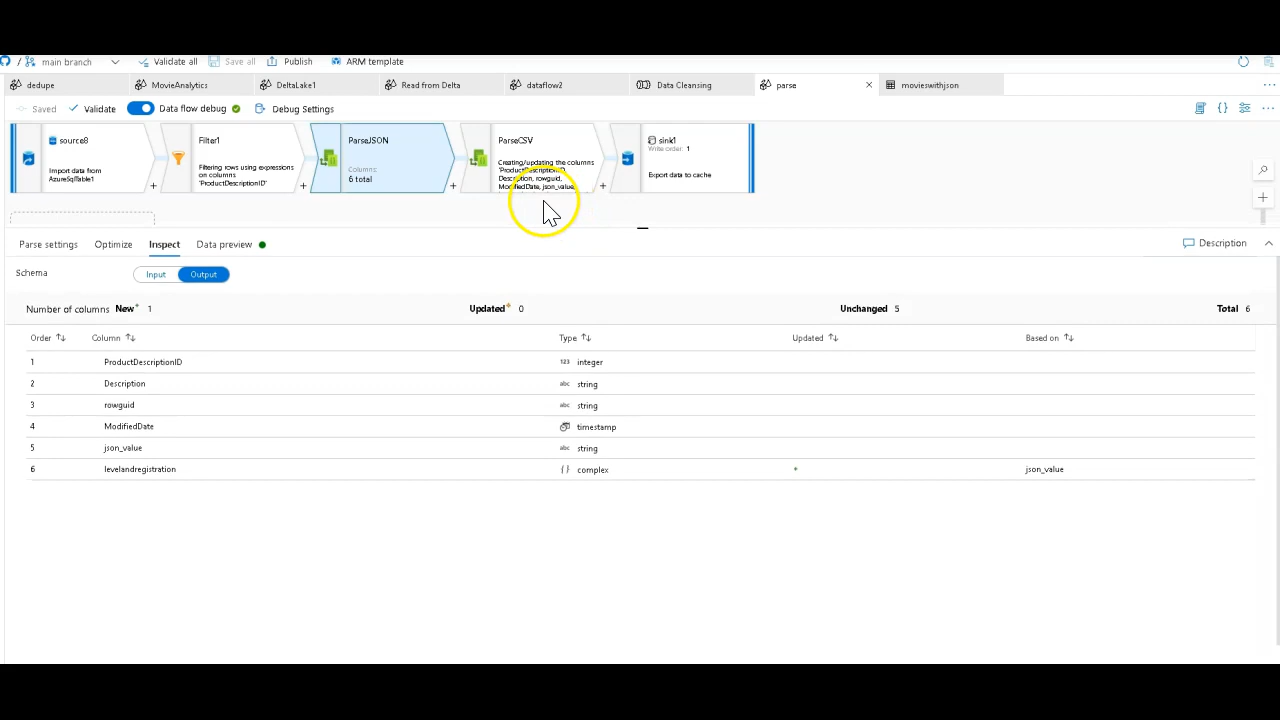 / main branch Validate all Save all Publish ARM template
dedupe MovieAnalytics DeltaLake1 Read from Delta dataflow2 Data Cleansing parse movieswithjson
Saved Validate Data flow debug Debug Settings
source8
Import data from
AzureSqlTable1
+
Filter1
Filtering rows using expressions
on columns
'ProductDescriptionID'
+
ParseJSON
Columns:
6 total
+
ParseCSV
Creating/updating the columns
'ProductDescriptionID,
Description, rowguid,
ModifiedDate, json_value,
+
sink1
Write order: 1
Export data to cache
Parse settings Optimize Inspect Data preview Description
Schema Input Output
Number of columns New 1 Updated 0 Unchanged 5 Total 6
Order Column Type Updated Based on
1 ProductDescriptionID 123 integer
2 Description abc string
3 rowguid abc string
4 ModifiedDate timestamp
5 json_value abc string
6 levelandregistration {} complex * json_value